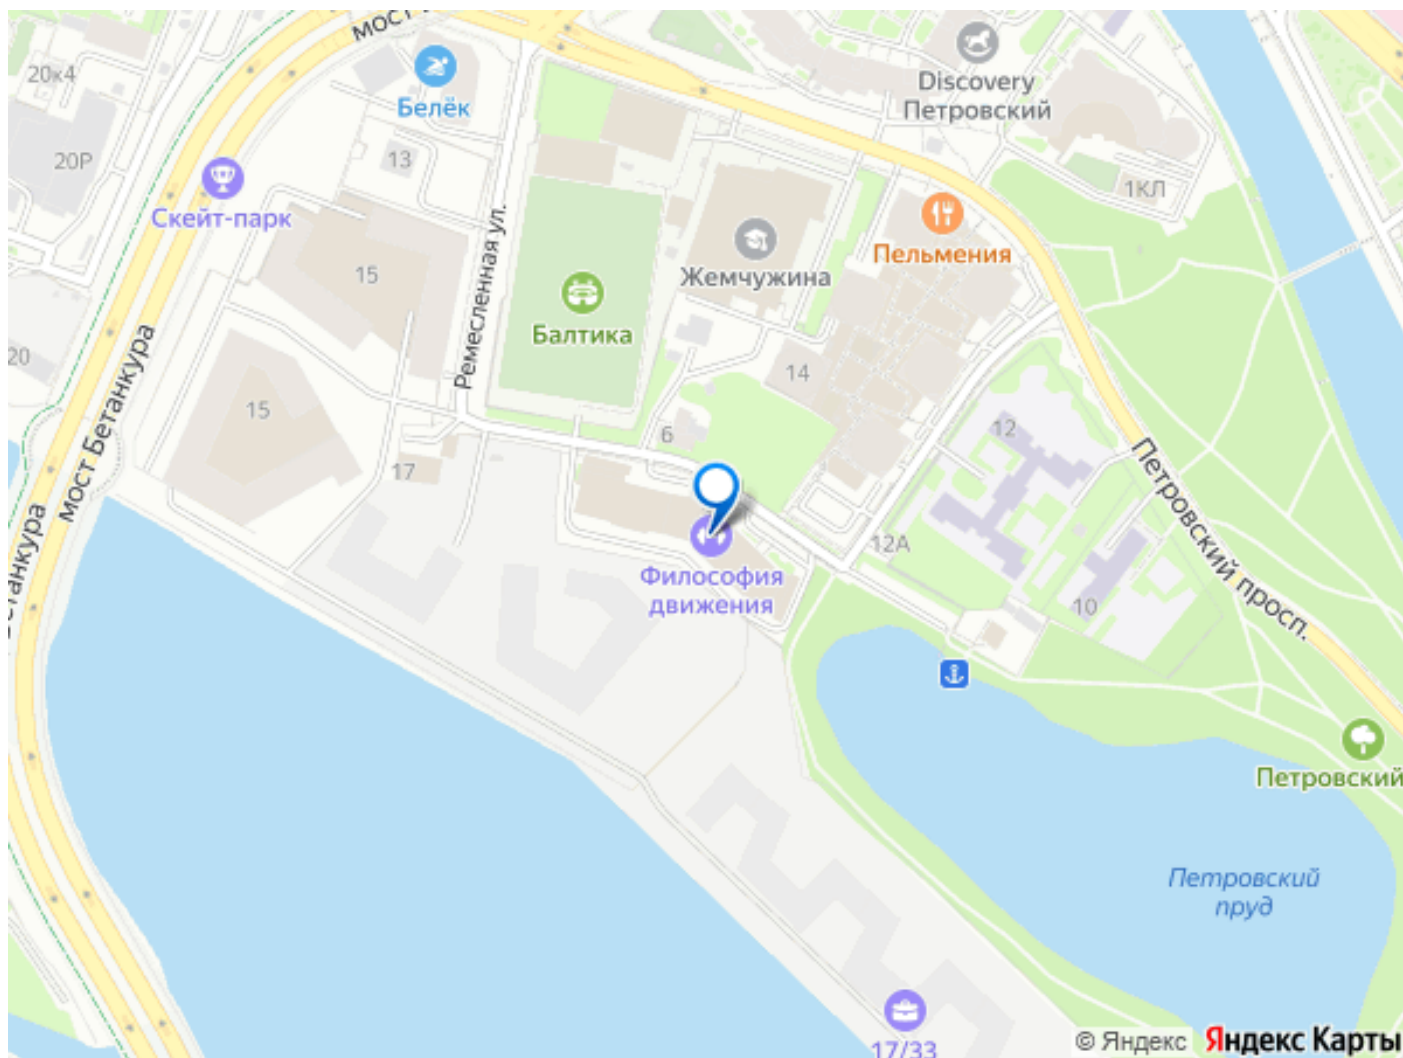 мост
20к4
Белёк
Discovery
Петровский
20Р
13
1КЛ
Скейт-парк
Ремесленная ул.
Пельмения
15
Жемчужина
Балтика
20
мост Бетанкура
14
15
6
12
17
Петровский просп.
12А
Философия
движения
10
Петровский
Петровский
пруд
17/33
© Яндекс Яндекс Карты